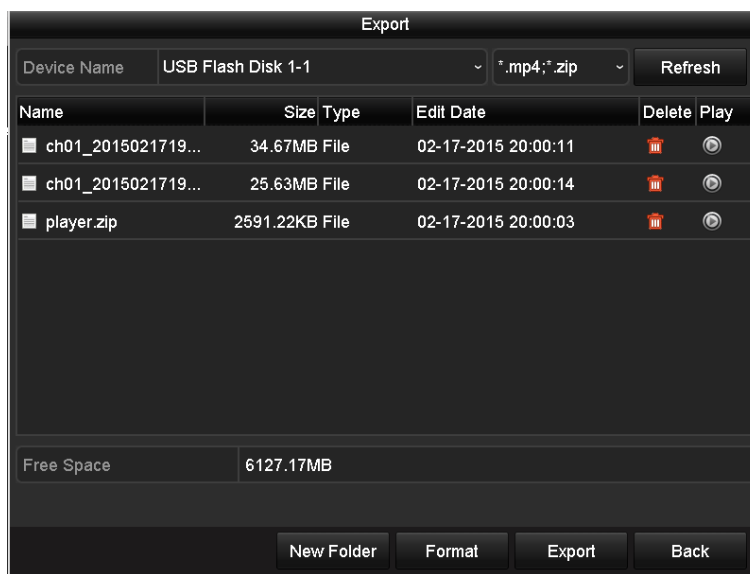 Export
Device Name USB Flash Disk 1-1 *.mp4;*.zip Refresh
Name Size Type Edit Date Delete Play
ch01_2015021719... 34.67MB File 02-17-2015 20:00:11
ch01_2015021719... 25.63MB File 02-17-2015 20:00:14
player.zip 2591.22KB File 02-17-2015 20:00:03
Free Space 6127.17MB
New Folder Format Export Back